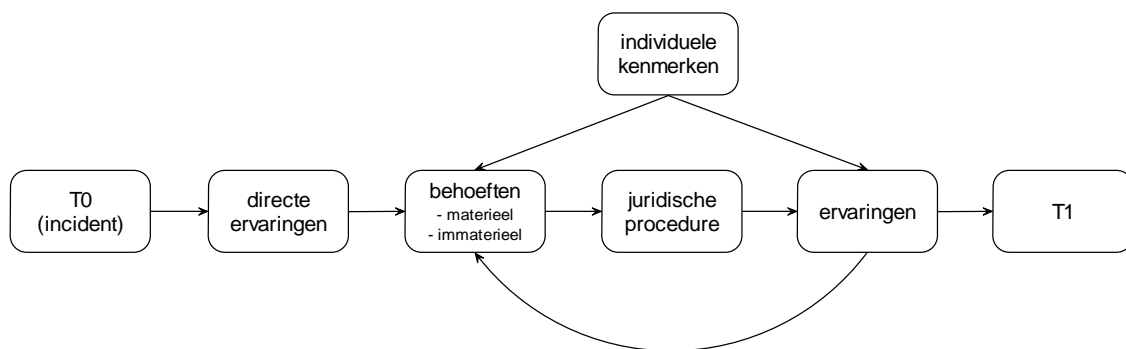 individuele
kenmerken
T0
(incident)
directe
ervaringen
behoeften
- materieel
- immaterieel
juridische
procedure
ervaringen
T1